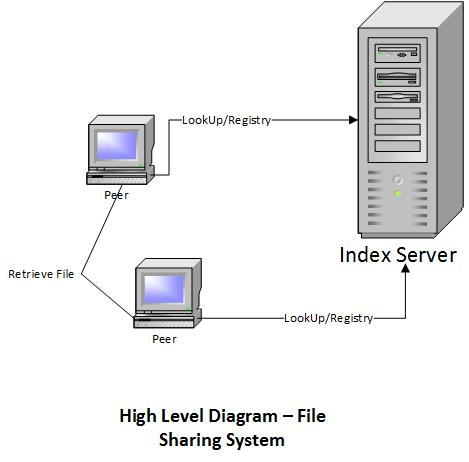 LookUp/Registry
Peer
Index Server
Retrieve File
LookUp/Registry
Peer
High Level Diagram – File
Sharing System